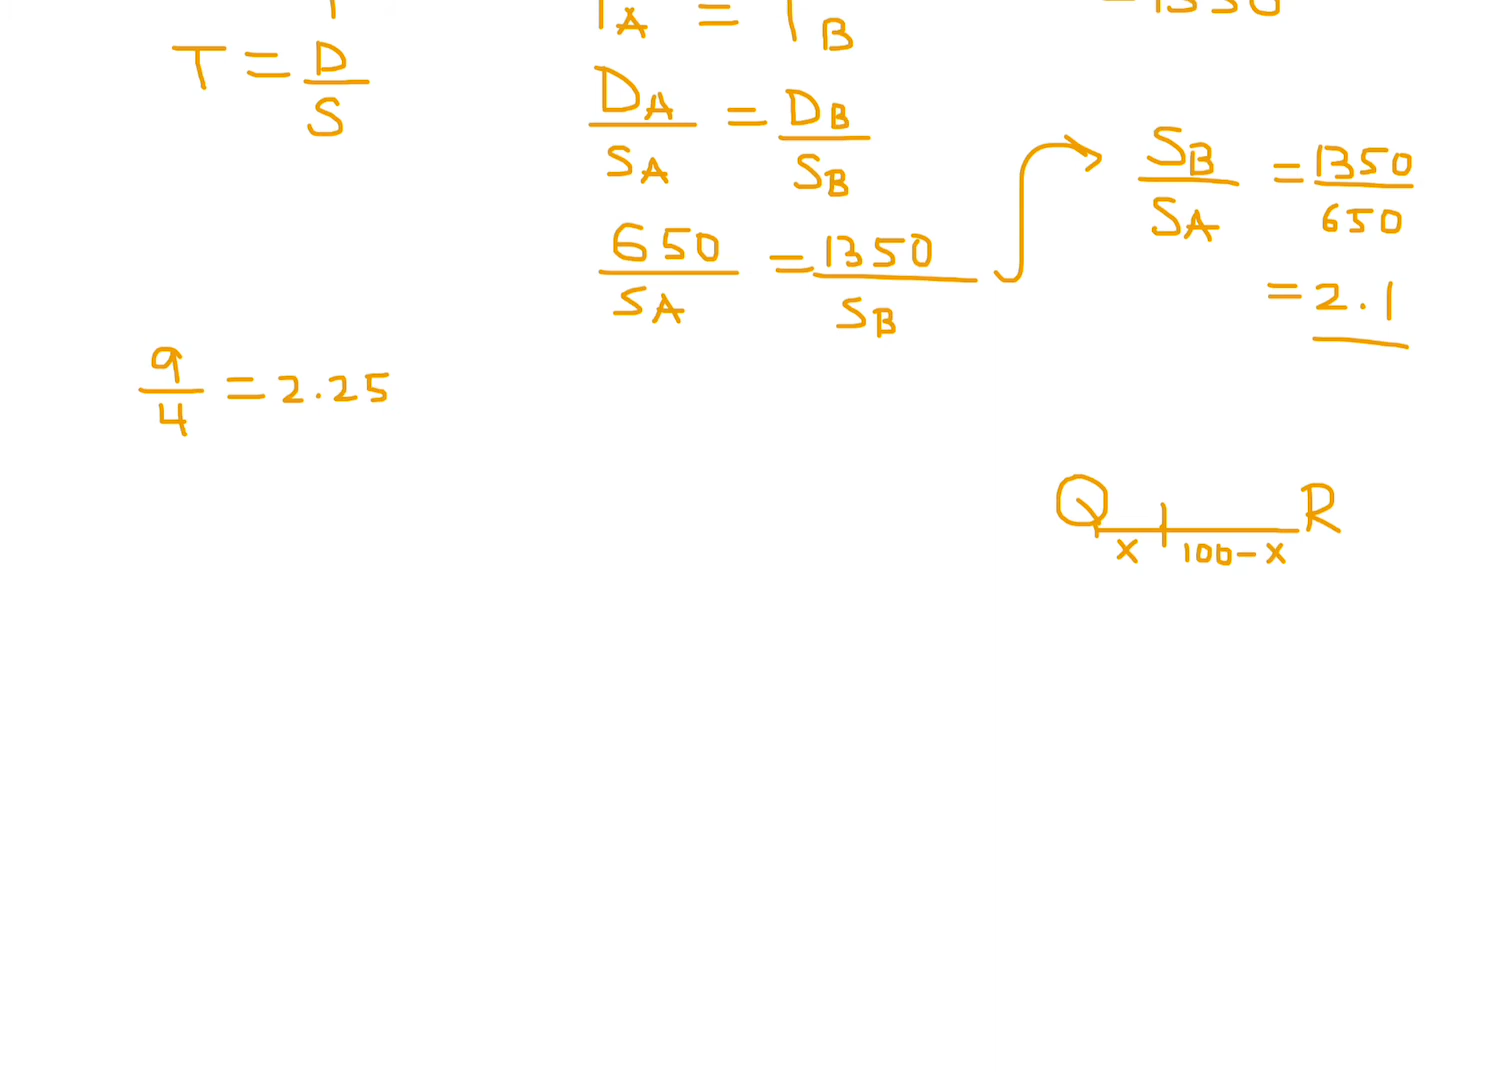 T_A = T_B
= 1350
T = D/S
D_A/S_A = D_B/S_B
S_B/S_A = 1350/650
650/S_A = 1350/S_B
= 2.1
9/4 = 2.25
Q R
x 100-x